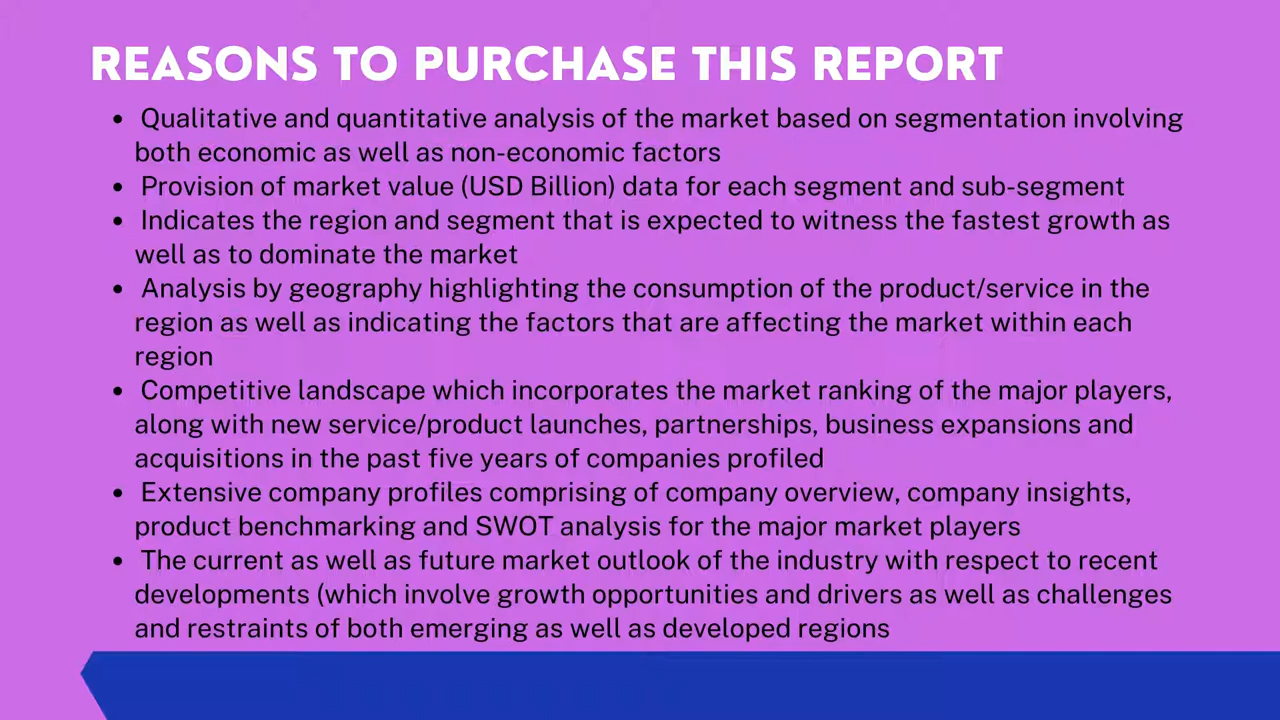 REASONS TO PURCHASE THIS REPORT
• Qualitative and quantitative analysis of the market based on segmentation involving
both economic as well as non-economic factors
• Provision of market value (USD Billion) data for each segment and sub-segment
• Indicates the region and segment that is expected to witness the fastest growth as
well as to dominate the market
• Analysis by geography highlighting the consumption of the product/service in the
region as well as indicating the factors that are affecting the market within each
region
• Competitive landscape which incorporates the market ranking of the major players,
along with new service/product launches, partnerships, business expansions and
acquisitions in the past five years of companies profiled
• Extensive company profiles comprising of company overview, company insights,
product benchmarking and SWOT analysis for the major market players
• The current as well as future market outlook of the industry with respect to recent
developments (which involve growth opportunities and drivers as well as challenges
and restraints of both emerging as well as developed regions